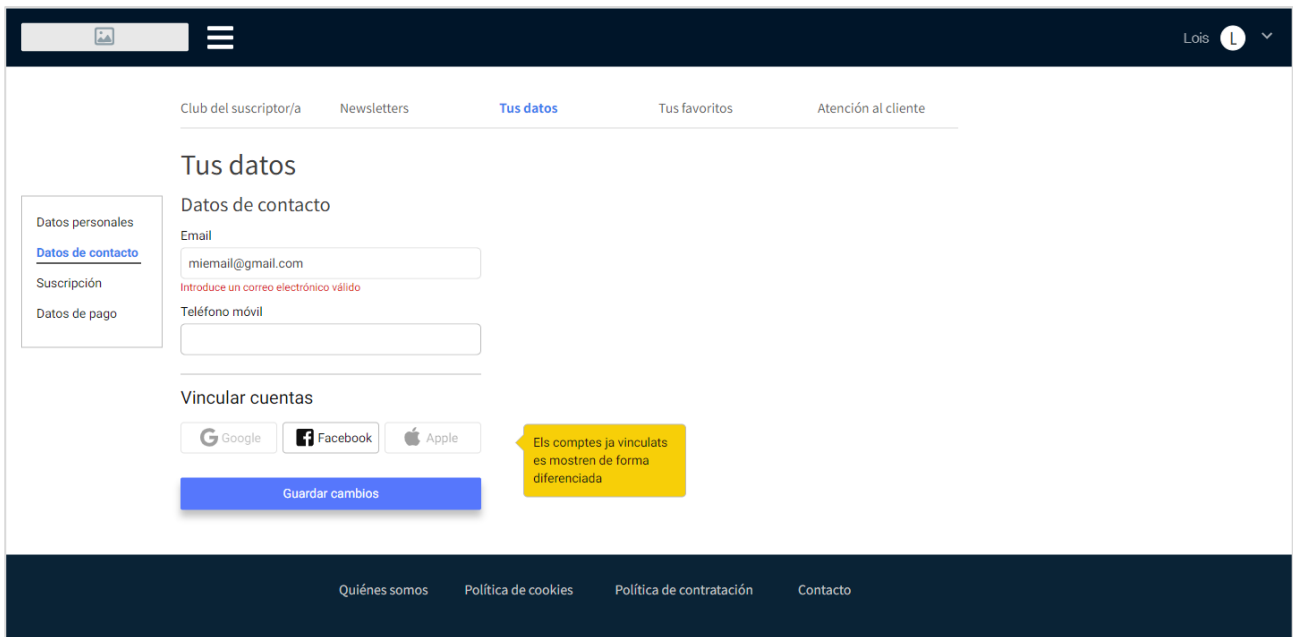 Lois L
Club del suscriptor/a Newsletters Tus datos Tus favoritos Atención al cliente
Tus datos
Datos personales
Datos de contacto
Suscripción
Datos de pago
Datos de contacto
Email
miemail@gmail.com
Introduce un correo electrónico válido
Teléfono móvil
Vincular cuentas
Google Facebook Apple
Els comptes ja vinculats
es mostren de forma
diferenciada
Guardar cambios
Quiénes somos Política de cookies Política de contratación Contacto